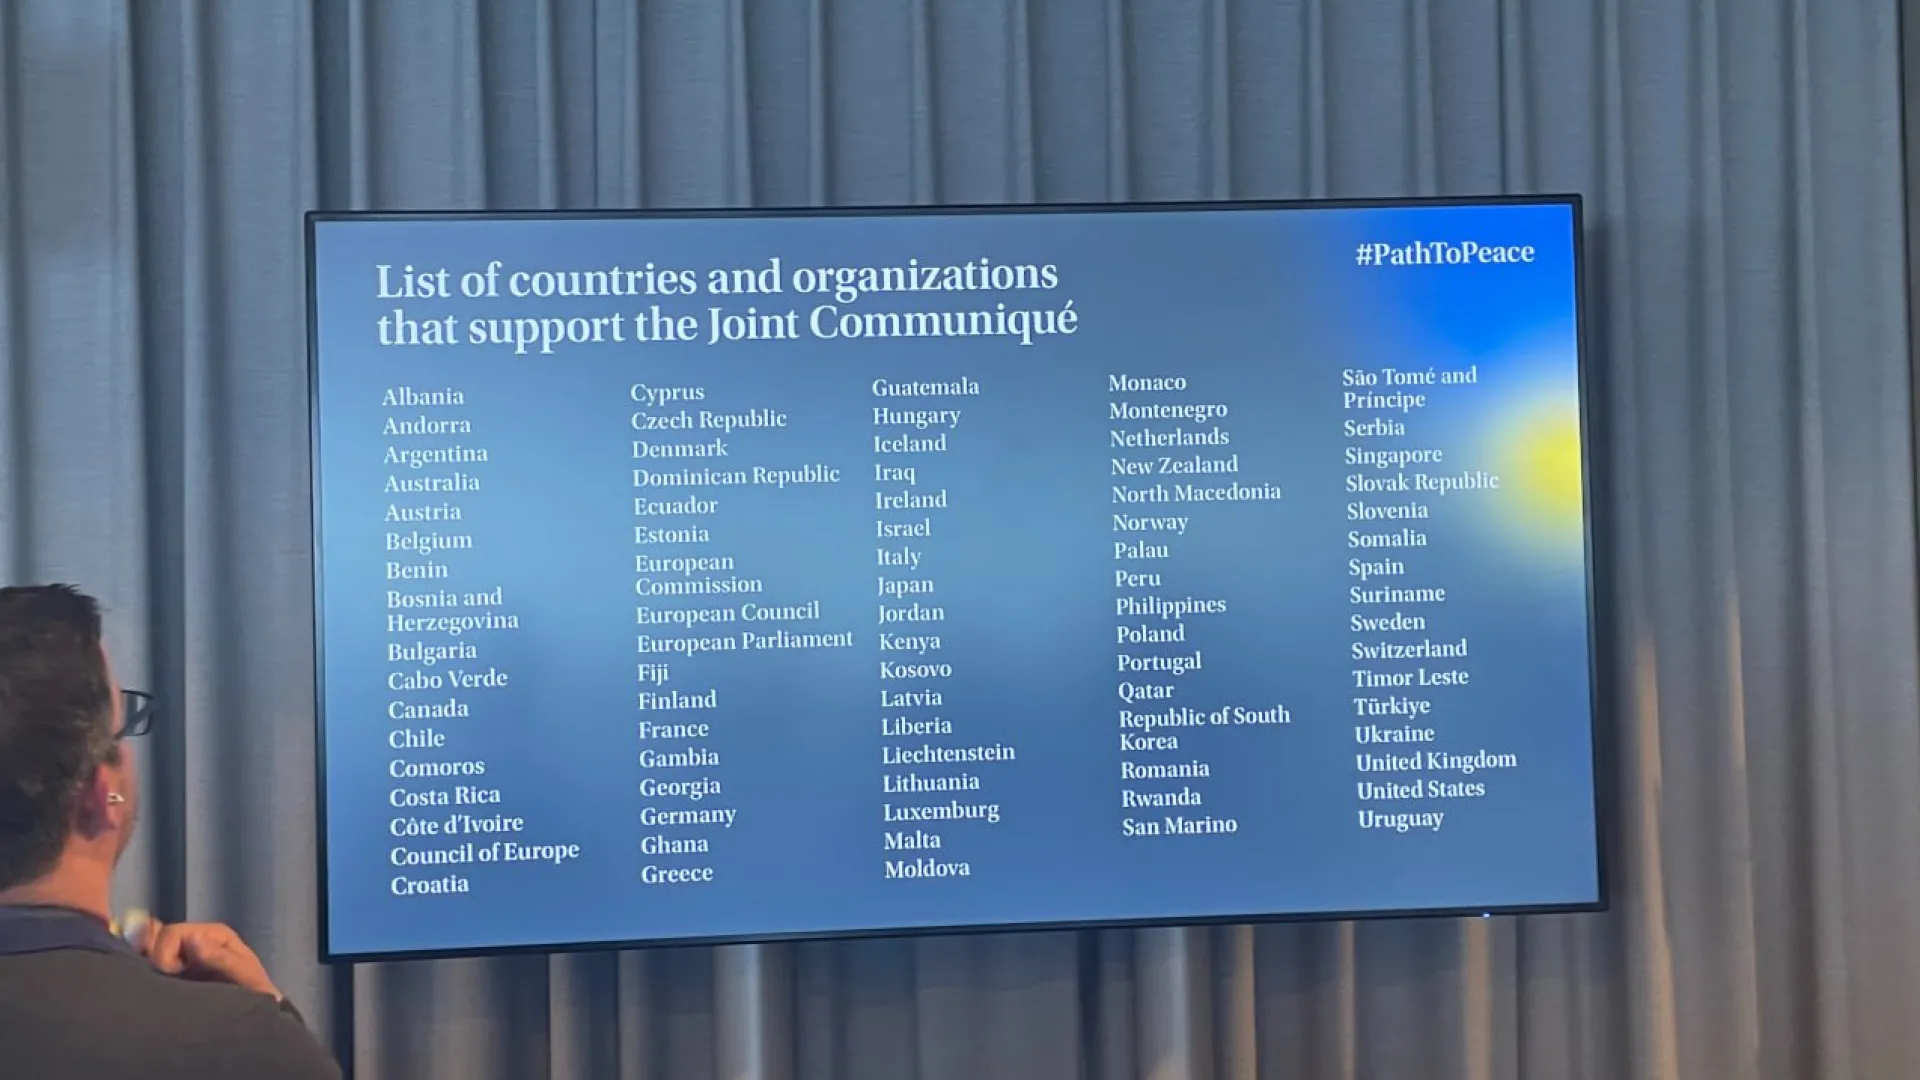 #PathToPeace
List of countries and organizations
that support the Joint Communiqué
Albania
Andorra
Argentina
Australia
Austria
Belgium
Benin
Bosnia and
Herzegovina
Bulgaria
Cabo Verde
Canada
Chile
Comoros
Costa Rica
Côte d'Ivoire
Council of Europe
Croatia
Cyprus
Czech Republic
Denmark
Dominican Republic
Ecuador
Estonia
European
Commission
European Council
European Parliament
Fiji
Finland
France
Gambia
Georgia
Germany
Ghana
Greece
Guatemala
Hungary
Iceland
Iraq
Ireland
Israel
Italy
Japan
Jordan
Kenya
Kosovo
Latvia
Liberia
Liechtenstein
Lithuania
Luxemburg
Malta
Moldova
Monaco
Montenegro
Netherlands
New Zealand
North Macedonia
Norway
Palau
Peru
Philippines
Poland
Portugal
Qatar
Republic of South
Korea
Romania
Rwanda
San Marino
São Tomé and
Príncipe
Serbia
Singapore
Slovak Republic
Slovenia
Somalia
Spain
Suriname
Sweden
Switzerland
Timor Leste
Türkiye
Ukraine
United Kingdom
United States
Uruguay